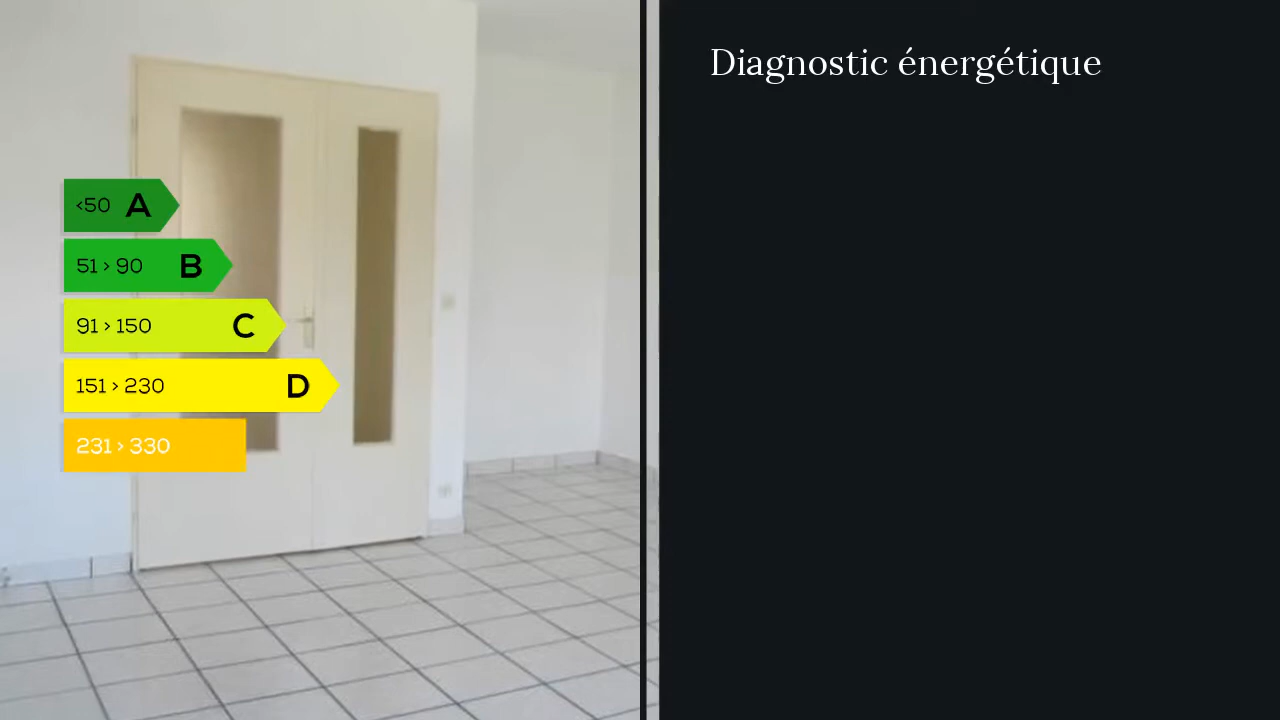 Diagnostic énergétique
<50 A
51 > 90 B
91 > 150 C
151 > 230 D
231 > 330